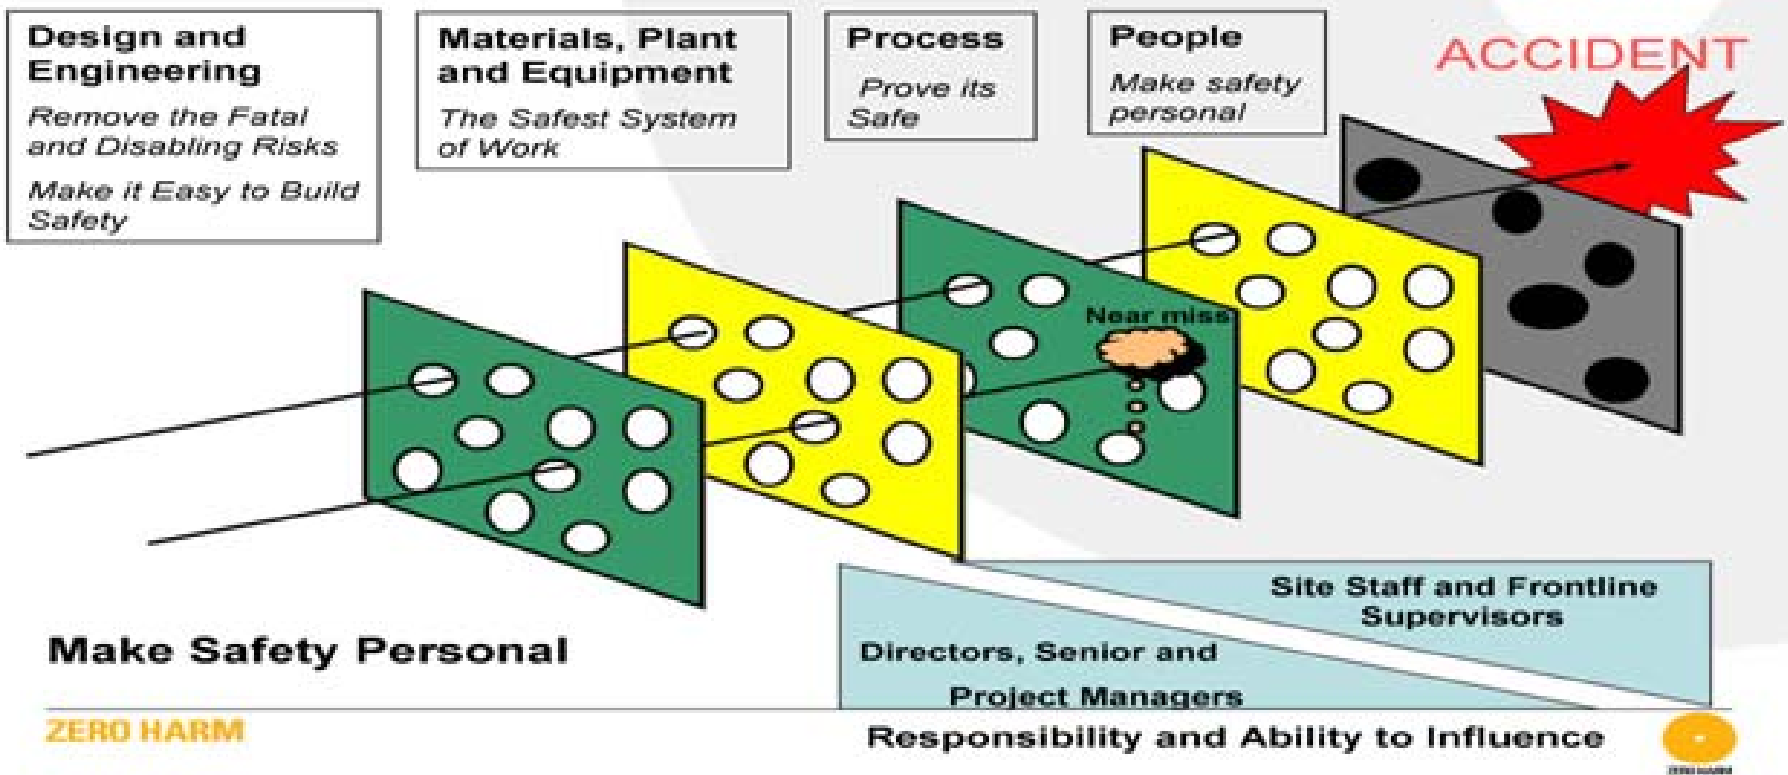 Design and
Engineering
Remove the Fatal
and Disabling Risks
Make it Easy to Build
Safety
Materials, Plant
and Equipment
The Safest System
of Work
Process
Prove its
Safe
People
Make safety
personal
ACCIDENT
Near miss
Site Staff and Frontline
Supervisors
Directors, Senior and
Project Managers
Make Safety Personal
ZERO HARM
Responsibility and Ability to Influence
ZERO HARM